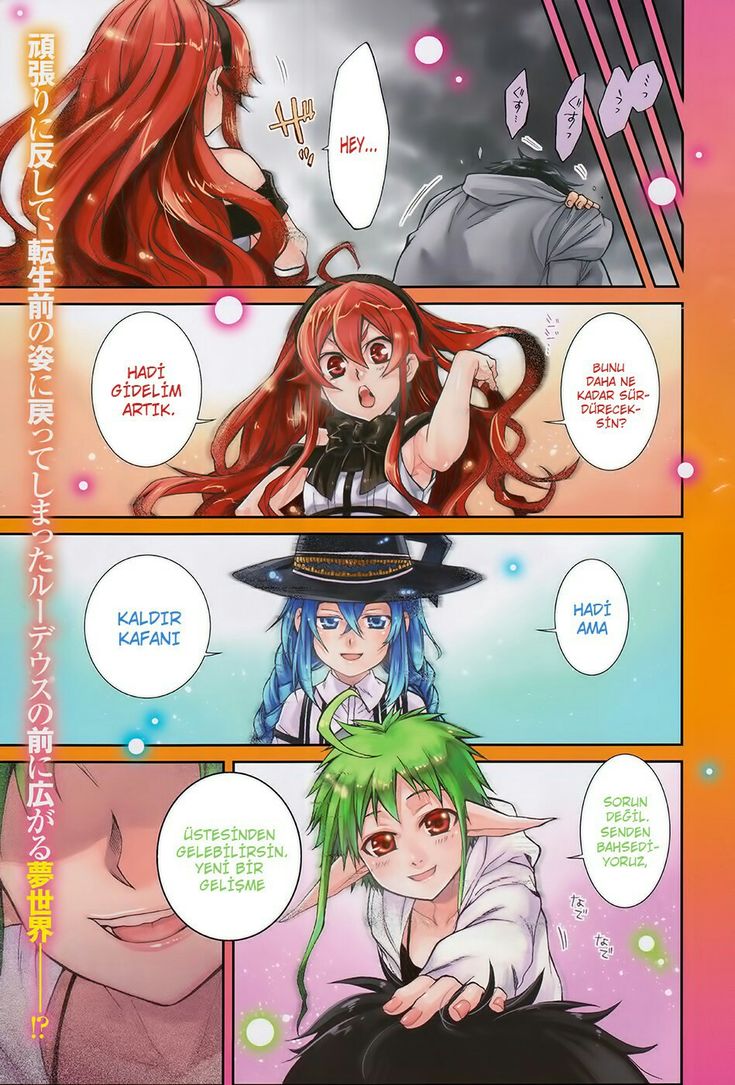 ミっ
うっ
ぐすっ
ぐす…
HEY...
BUNU
DAHA NE
KADAR SÜR-
DÜRECEK-
SİN?
HADİ
GİDELİM
ARTIK.
HADİ
AMA
KALDIR
KAFANI
SORUN
DEĞİL.
SENDEN
BAHSEDİ-
YORUZ,
ÜSTESİNDEN
GELEBİLİRSİN.
YENİ BİR
GELİŞME
なで
なで
頑張りに反して、転生前の姿に戻ってしまったルーデウスの前に広がる夢世界――!?